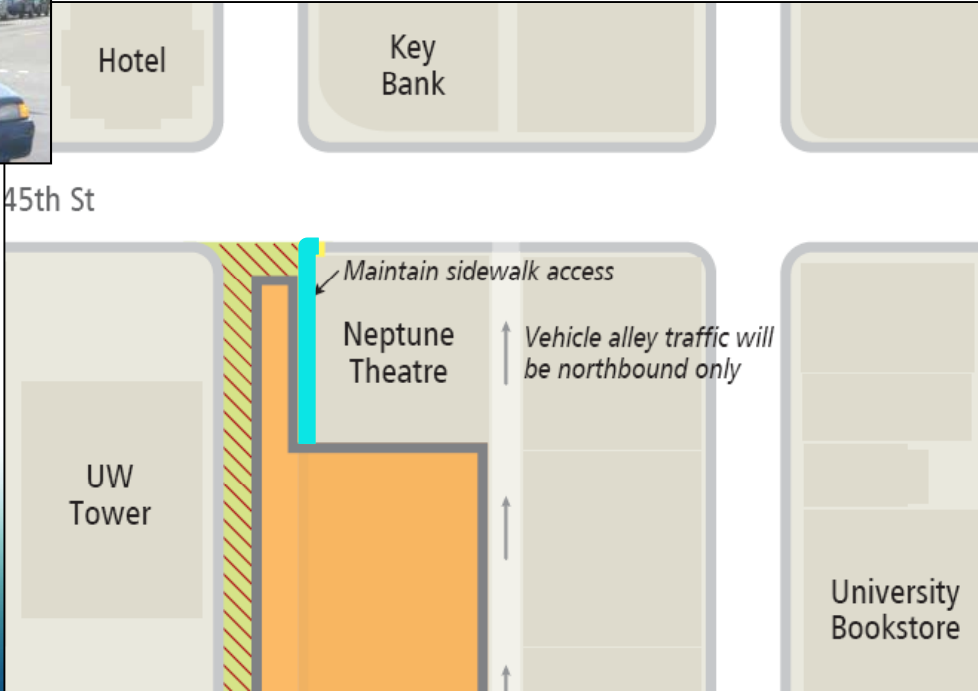 Hotel
Key
Bank
45th St
Maintain sidewalk access
Neptune
Theatre
Vehicle alley traffic will
be northbound only
UW
Tower
University
Bookstore